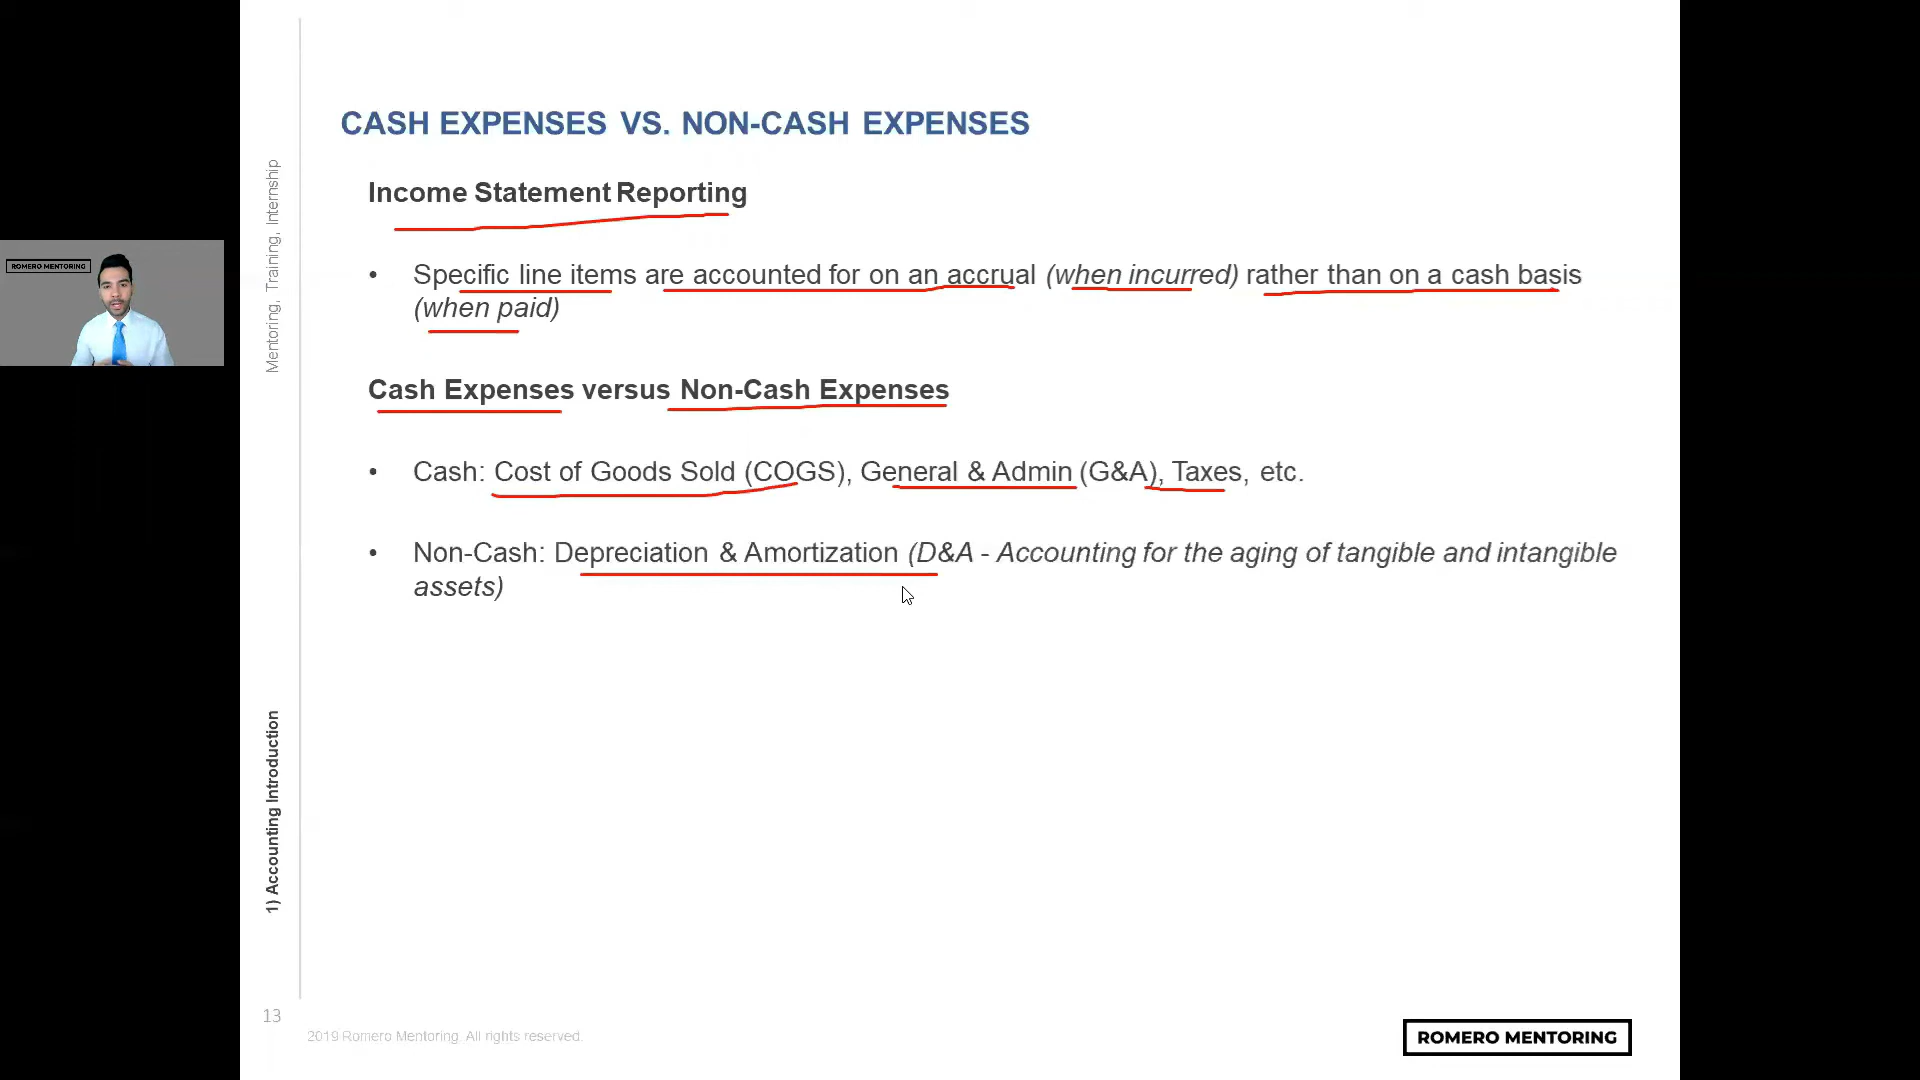 CASH EXPENSES VS. NON-CASH EXPENSES
Income Statement Reporting
• Specific line items are accounted for on an accrual (when incurred) rather than on a cash basis
(when paid)
Cash Expenses versus Non-Cash Expenses
• Cash: Cost of Goods Sold (COGS), General & Admin (G&A), Taxes, etc.
• Non-Cash: Depreciation & Amortization (D&A - Accounting for the aging of tangible and intangible
assets)
Mentoring, Training, Internship
1) Accounting Introduction
ROMERO MENTORING
13
2019 Romero Mentoring. All rights reserved.
ROMERO MENTORING